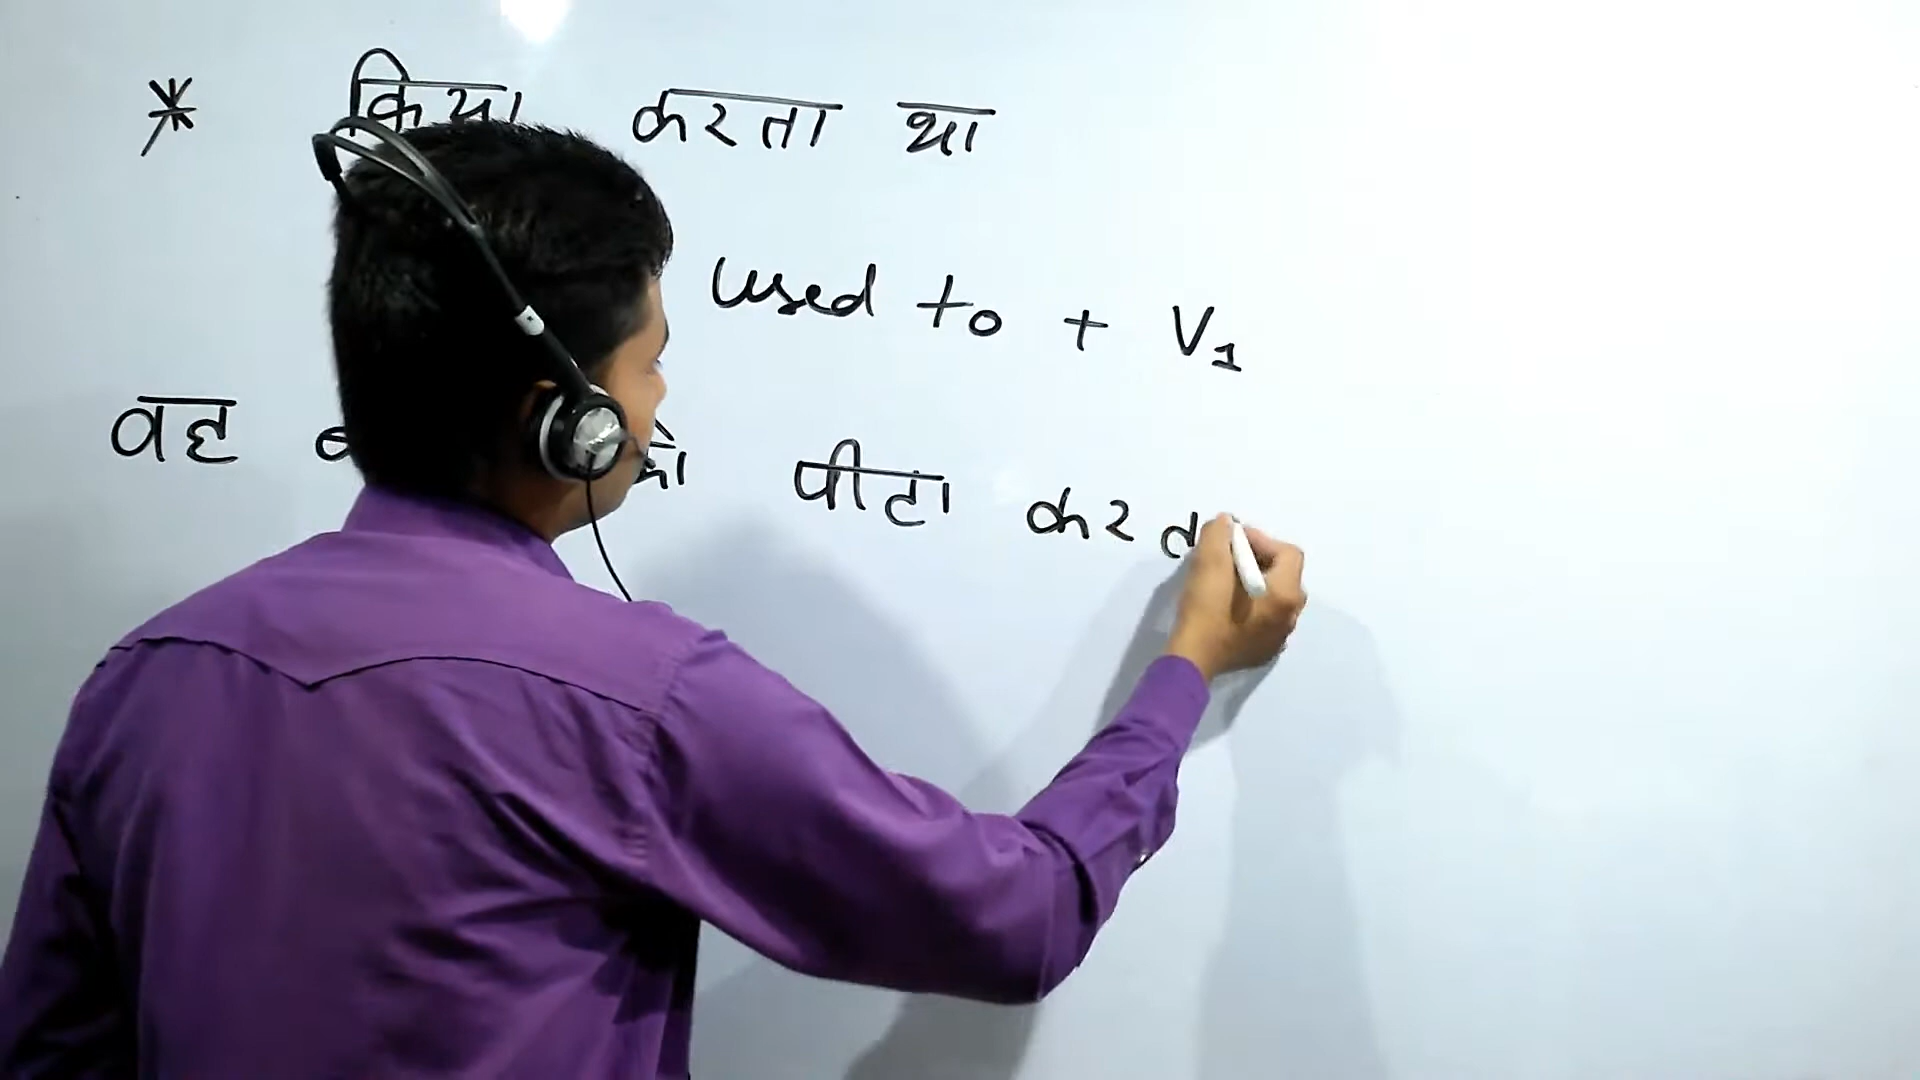 * किया करता था
used to + V1
वह को पीटा करत